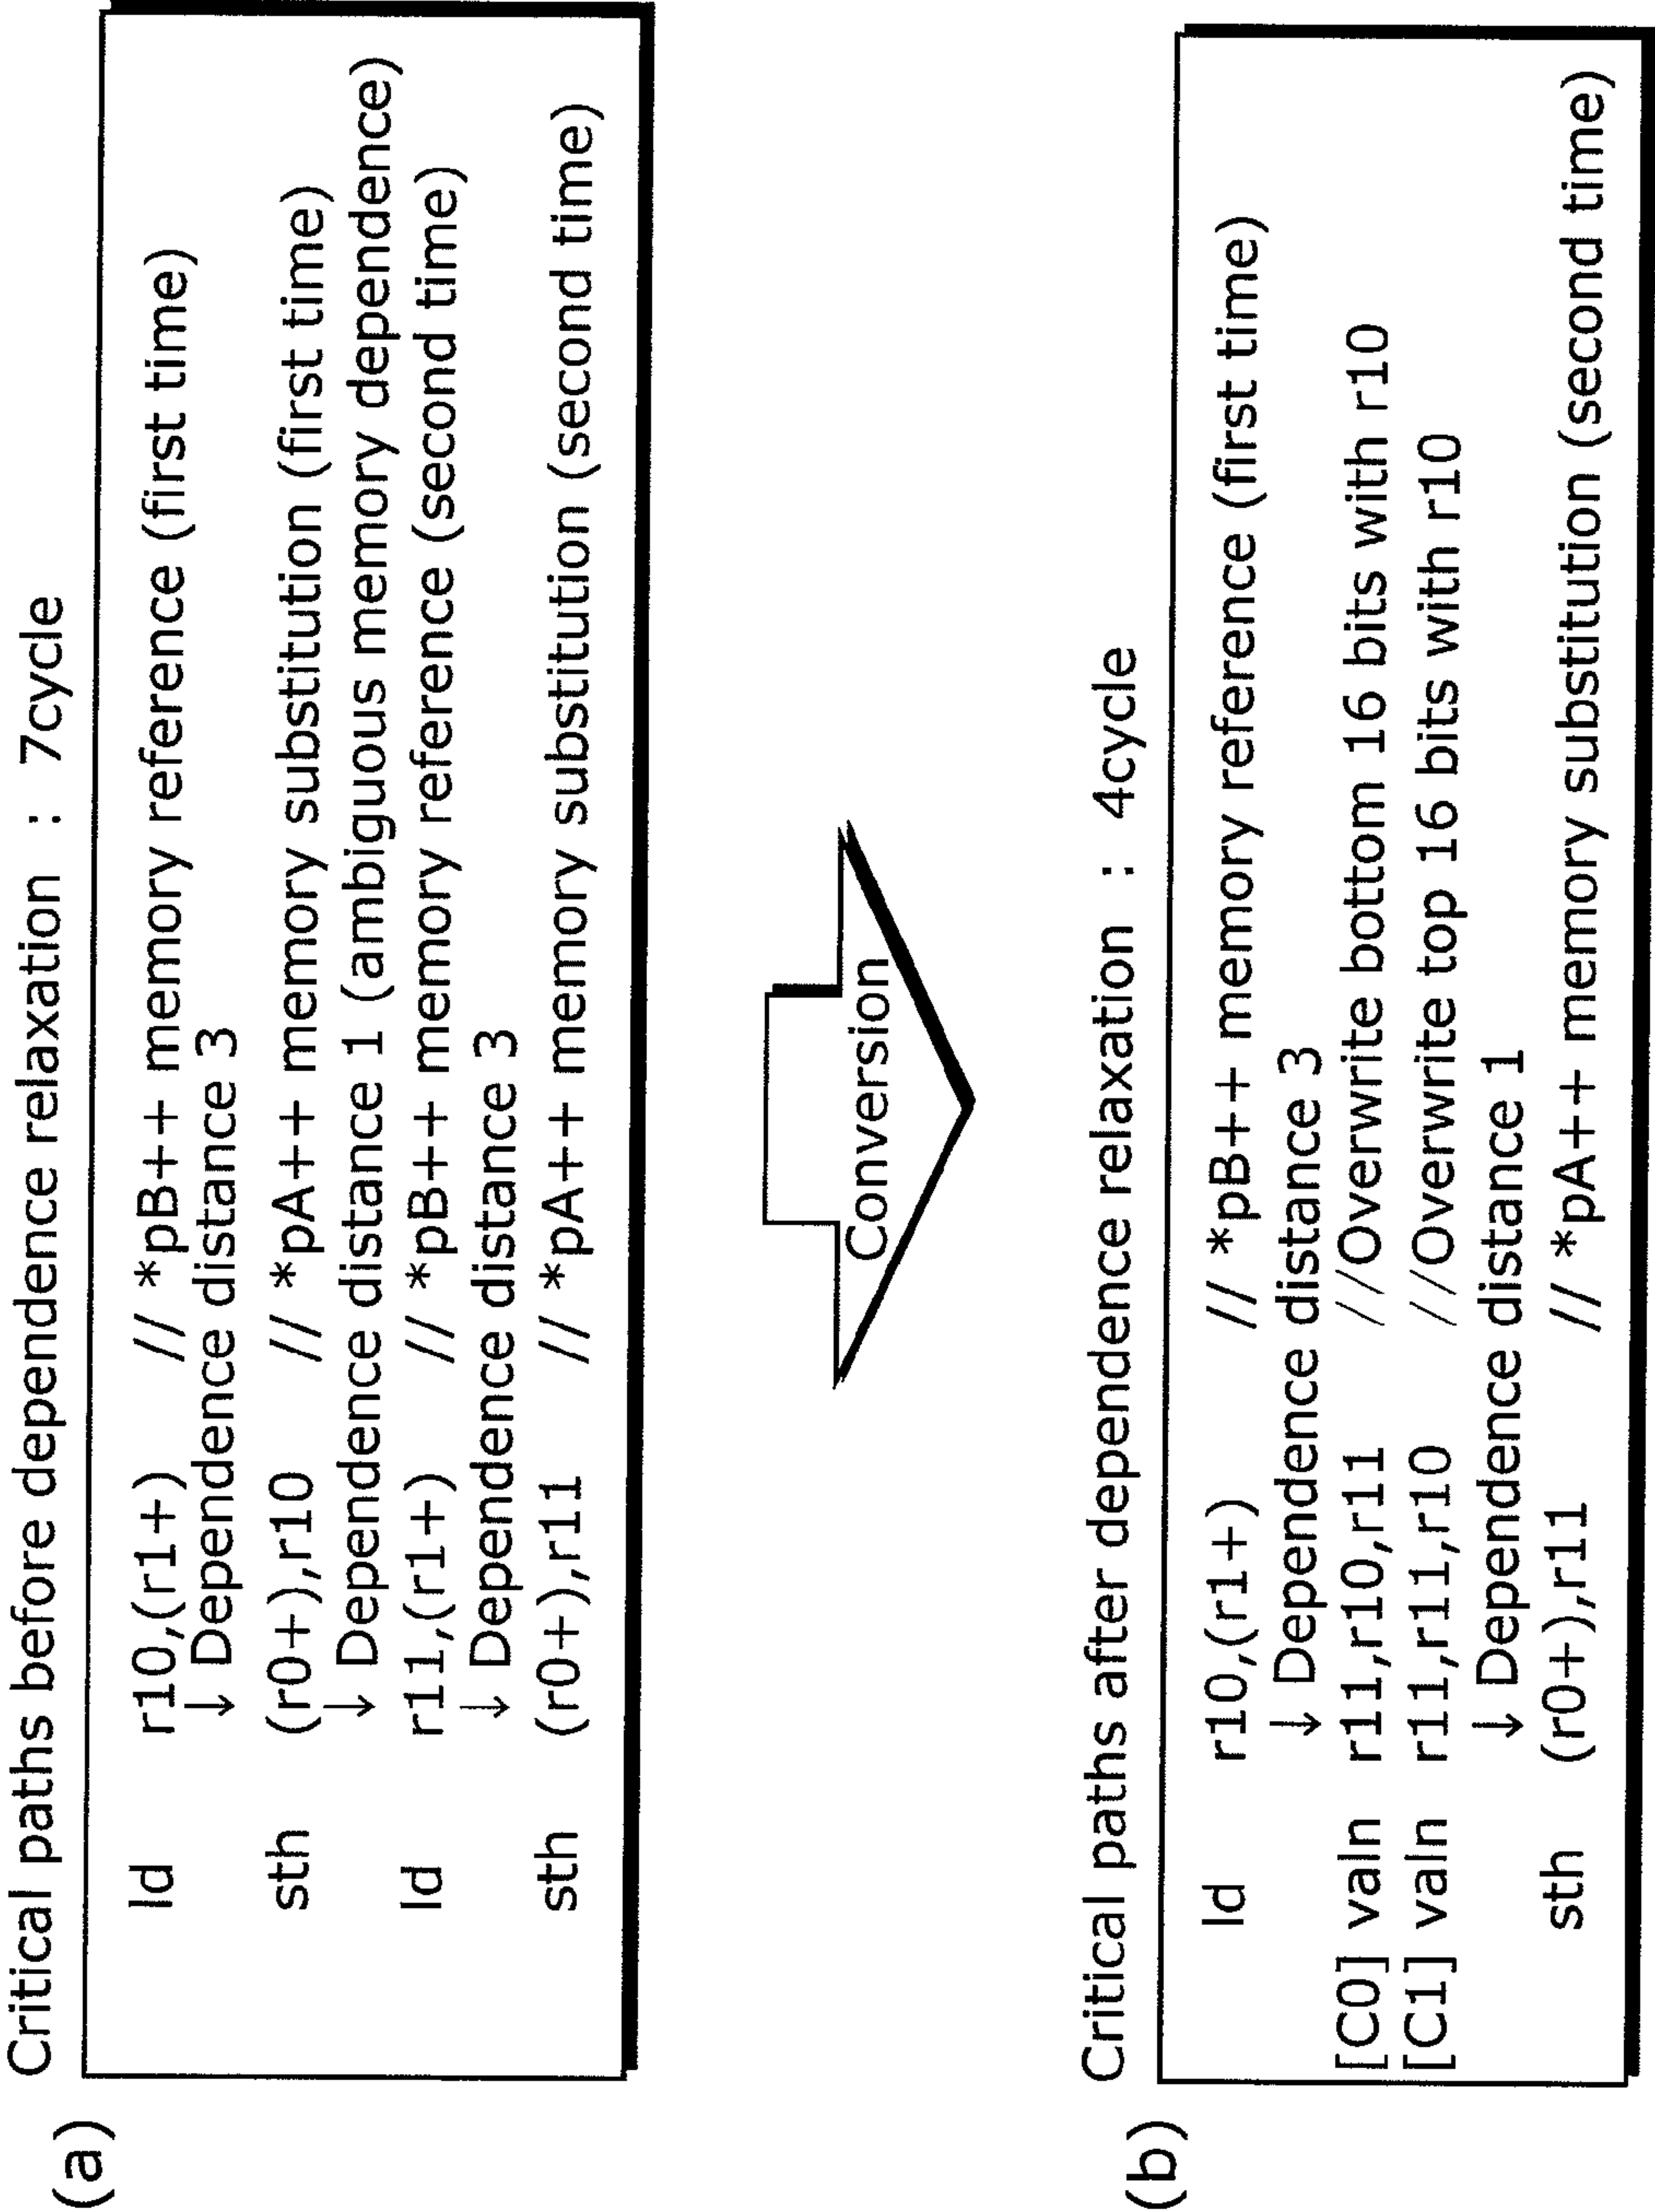 (a)
Critical paths before dependence relaxation : 7cycle
ld r10,(r1+) // *pB++ memory reference (first time)
↓ Dependence distance 3
sth (r0+),r10 // *pA++ memory substitution (first time)
↓ Dependence distance 1 (ambiguous memory dependence)
ld r11,(r1+) // *pB++ memory reference (second time)
↓ Dependence distance 3
sth (r0+),r11 // *pA++ memory substitution (second time)
Conversion
(b)
Critical paths after dependence relaxation : 4cycle
ld r10,(r1+) // *pB++ memory reference (first time)
↓ Dependence distance 3
[C0] valn r11,r10,r11 //Overwrite bottom 16 bits with r10
[C1] valn r11,r11,r10 //Overwrite top 16 bits with r10
↓ Dependence distance 1
sth (r0+),r11 // *pA++ memory substitution (second time)